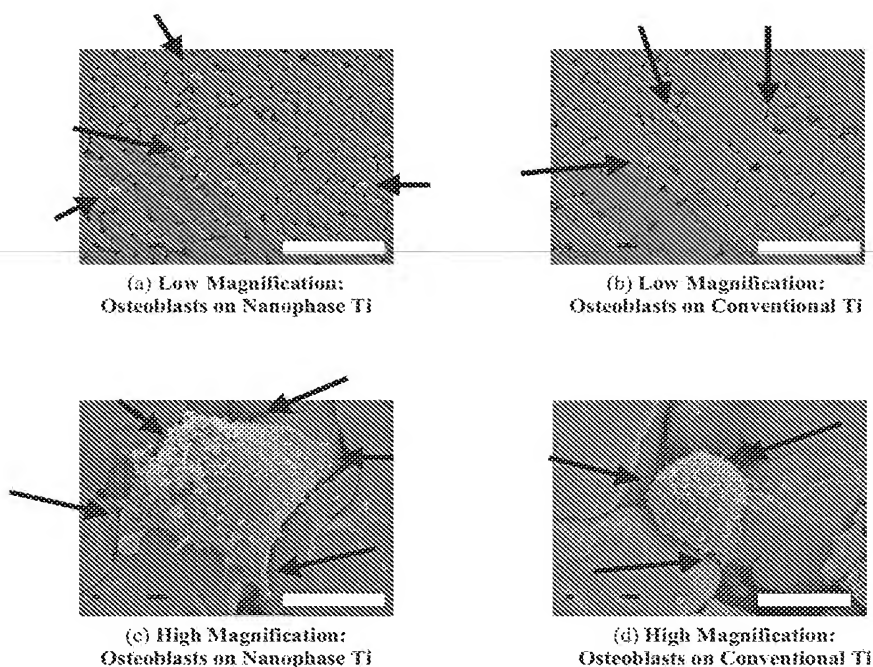 (a) Low Magnification:
Osteoblasts on Nanophase Ti
(b) Low Magnification:
Osteoblasts on Conventional Ti
(c) High Magnification:
Osteoblasts on Nanophase Ti
(d) High Magnification:
Osteoblasts on Conventional Ti